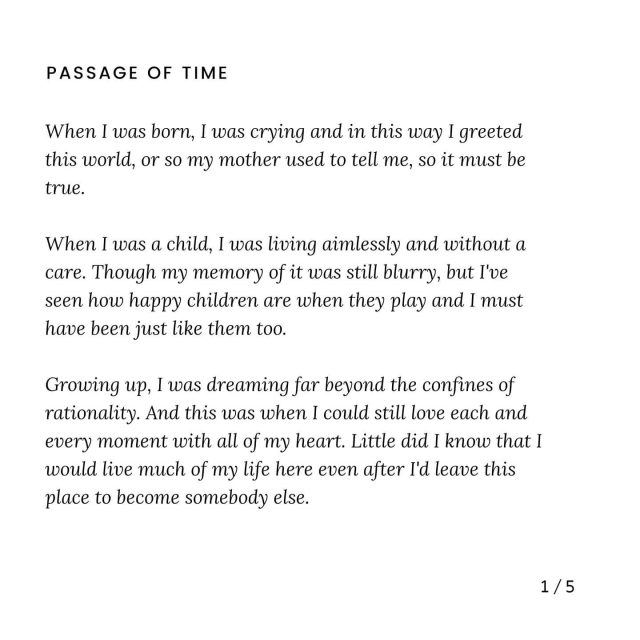 PASSAGE OF TIME
When I was born, I was crying and in this way I greeted
this world, or so my mother used to tell me, so it must be
true.
When I was a child, I was living aimlessly and without a
care. Though my memory of it was still blurry, but I've
seen how happy children are when they play and I must
have been just like them too.
Growing up, I was dreaming far beyond the confines of
rationality. And this was when I could still love each and
every moment with all of my heart. Little did I know that I
would live much of my life here even after I'd leave this
place to become somebody else.
1 / 5